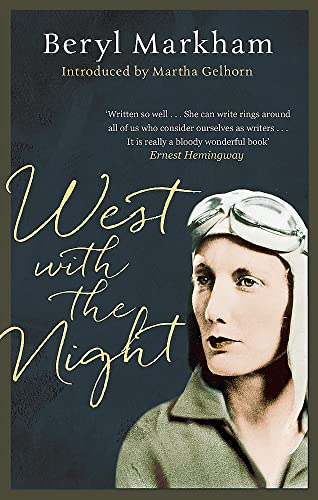 Beryl Markham
Introduced by Martha Gelhorn
‘Written so well . . . She can write rings around
all of us who consider ourselves as writers . . .
It is really a bloody wonderful book’
Ernest Hemingway
West
with
the
Night